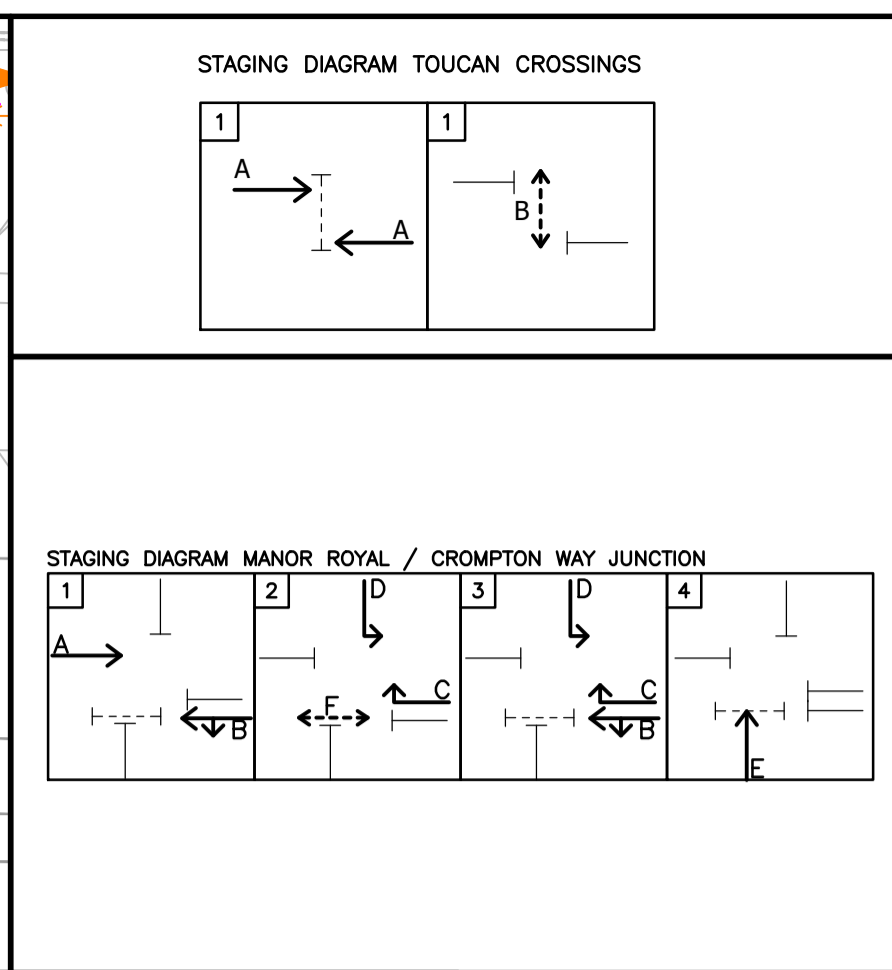 STAGING DIAGRAM TOUCAN CROSSINGS
1 1
A
A
B
STAGING DIAGRAM MANOR ROYAL / CROMPTON WAY JUNCTION
1 2 D 3 D 4
A
F C C
B B
E